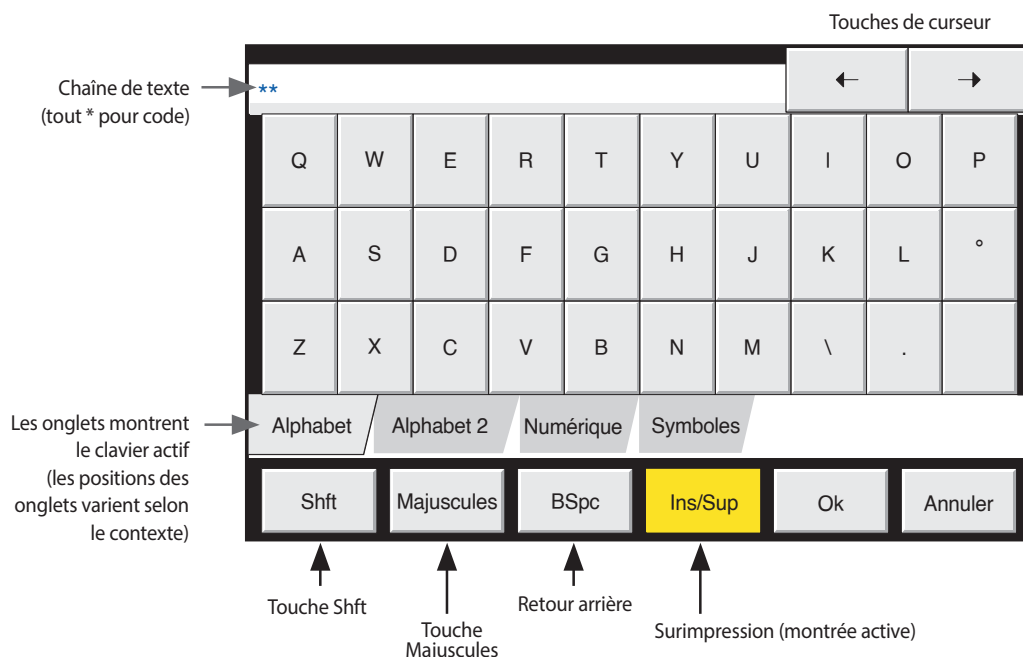 Touches de curseur
Chaîne de texte
(tout * pour code)
**
← →
Q W E R T Y U I O P
A S D F G H J K L °
Z X C V B N M \ .
Les onglets montrent
le clavier actif
(les positions des
onglets varient selon
le contexte)
Alphabet Alphabet 2 Numérique Symboles
Shft Majuscules BSpc Ins/Sup Ok Annuler
Touche Shft
Touche
Majuscules
Retour arrière
Surimpression (montrée active)